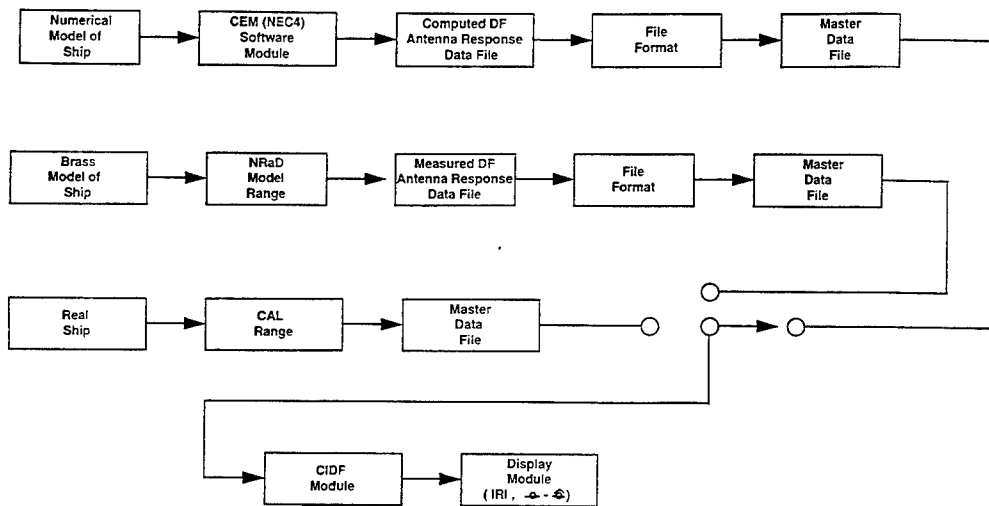 Numerical
Model of
Ship
CEM (NEC4)
Software
Module
Computed DF
Antenna Response
Data File
File
Format
Master
Data
File
Brass
Model of
Ship
NRaD
Model
Range
Measured DF
Antenna Response
Data File
File
Format
Master
Data
File
Real
Ship
CAL
Range
Master
Data
File
CIDF
Module
Display
Module
( IRI ,